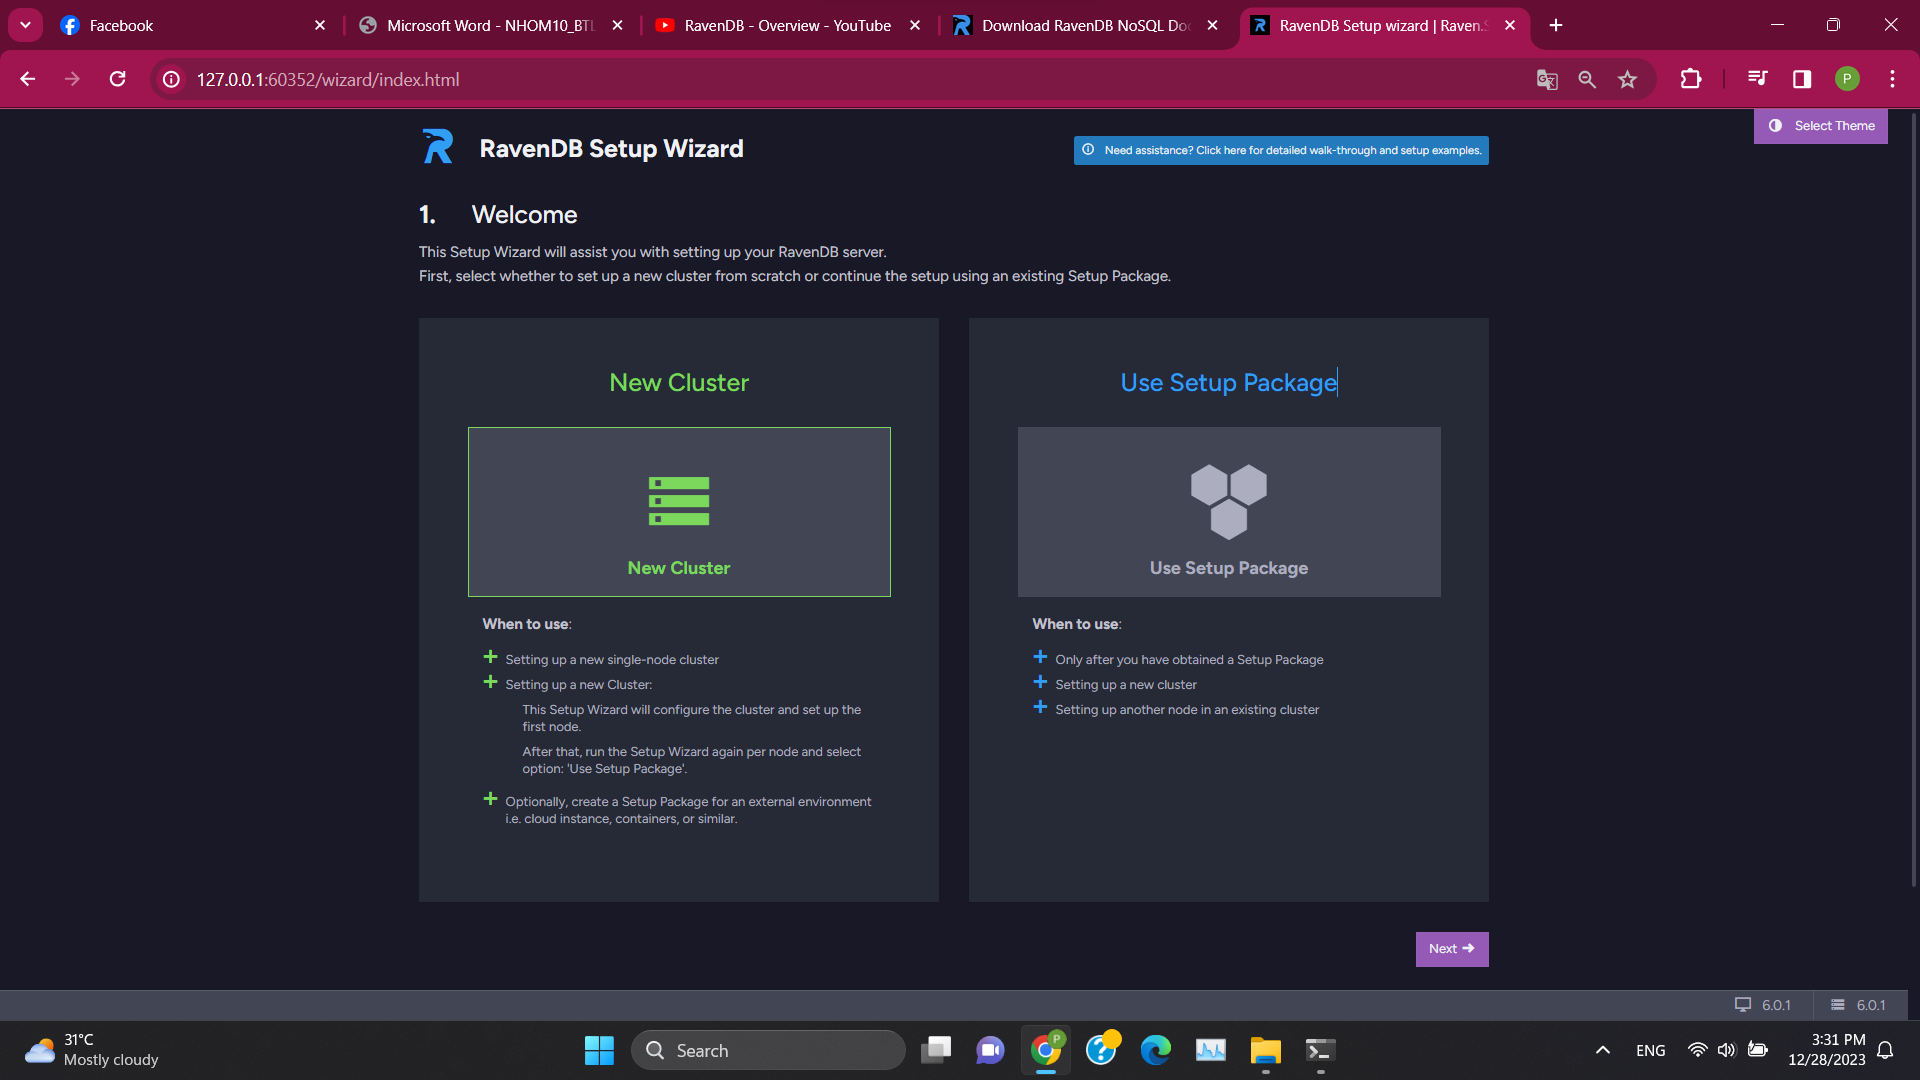 Facebook
Microsoft Word - NHOM10_BTL
RavenDB - Overview - YouTube
Download RavenDB NoSQL Doc
RavenDB Setup wizard | Raven.S
127.0.0.1:60352/wizard/index.html
P
Select Theme
RavenDB Setup Wizard
Need assistance? Click here for detailed walk-through and setup examples.
1. Welcome
This Setup Wizard will assist you with setting up your RavenDB server.
First, select whether to set up a new cluster from scratch or continue the setup using an existing Setup Package.
New Cluster
New Cluster
When to use:
Setting up a new single-node cluster
Setting up a new Cluster:
This Setup Wizard will configure the cluster and set up the
first node.
After that, run the Setup Wizard again per node and select
option: 'Use Setup Package'.
Optionally, create a Setup Package for an external environment
i.e. cloud instance, containers, or similar.
Use Setup Package
Use Setup Package
When to use:
Only after you have obtained a Setup Package
Setting up a new cluster
Setting up another node in an existing cluster
Next
6.0.1
6.0.1
31°C
Mostly cloudy
Search
P
ENG
3:31 PM
12/28/2023